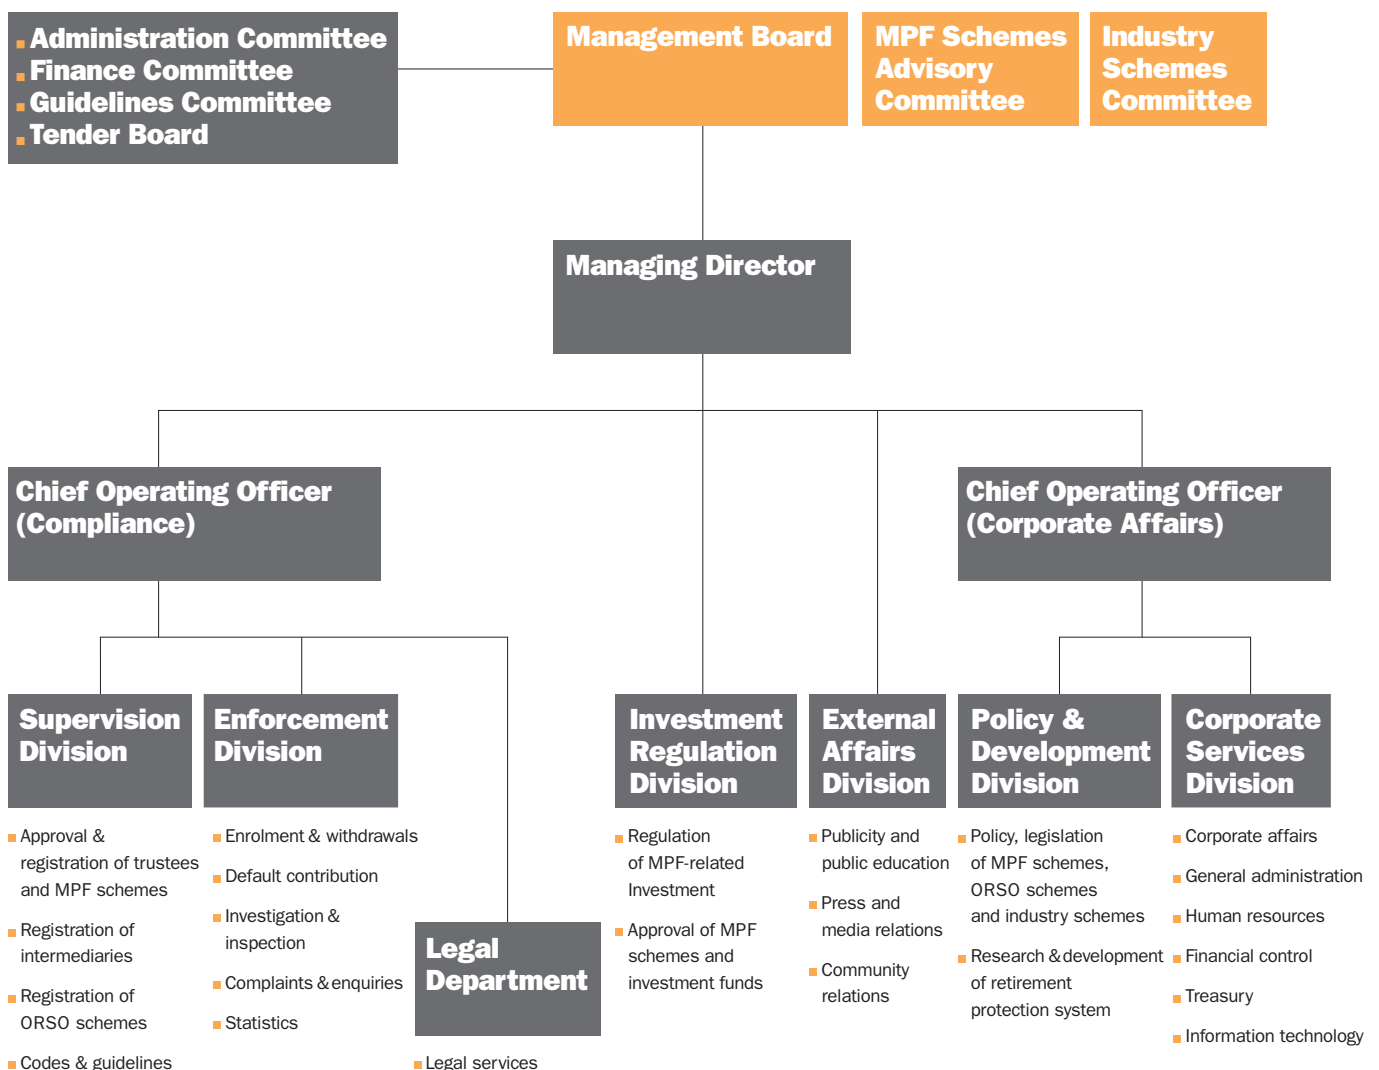 Administration Committee
Finance Committee
Guidelines Committee
Tender Board
Management Board
MPF Schemes
Advisory
Committee
Industry
Schemes
Committee
Managing Director
Chief Operating Officer
(Compliance)
Chief Operating Officer
(Corporate Affairs)
Supervision
Division
Approval &
registration of trustees
and MPF schemes
Registration of
intermediaries
Registration of
ORSO schemes
Codes & guidelines
Enforcement
Division
Enrolment & withdrawals
Default contribution
Investigation &
inspection
Complaints & enquiries
Statistics
Legal
Department
Legal services
Investment
Regulation
Division
Regulation
of MPF-related
Investment
Approval of MPF
schemes and
investment funds
External
Affairs
Division
Publicity and
public education
Press and
media relations
Community
relations
Policy &
Development
Division
Policy, legislation
of MPF schemes,
ORSO schemes
and industry schemes
Research & development
of retirement
protection system
Corporate
Services
Division
Corporate affairs
General administration
Human resources
Financial control
Treasury
Information technology